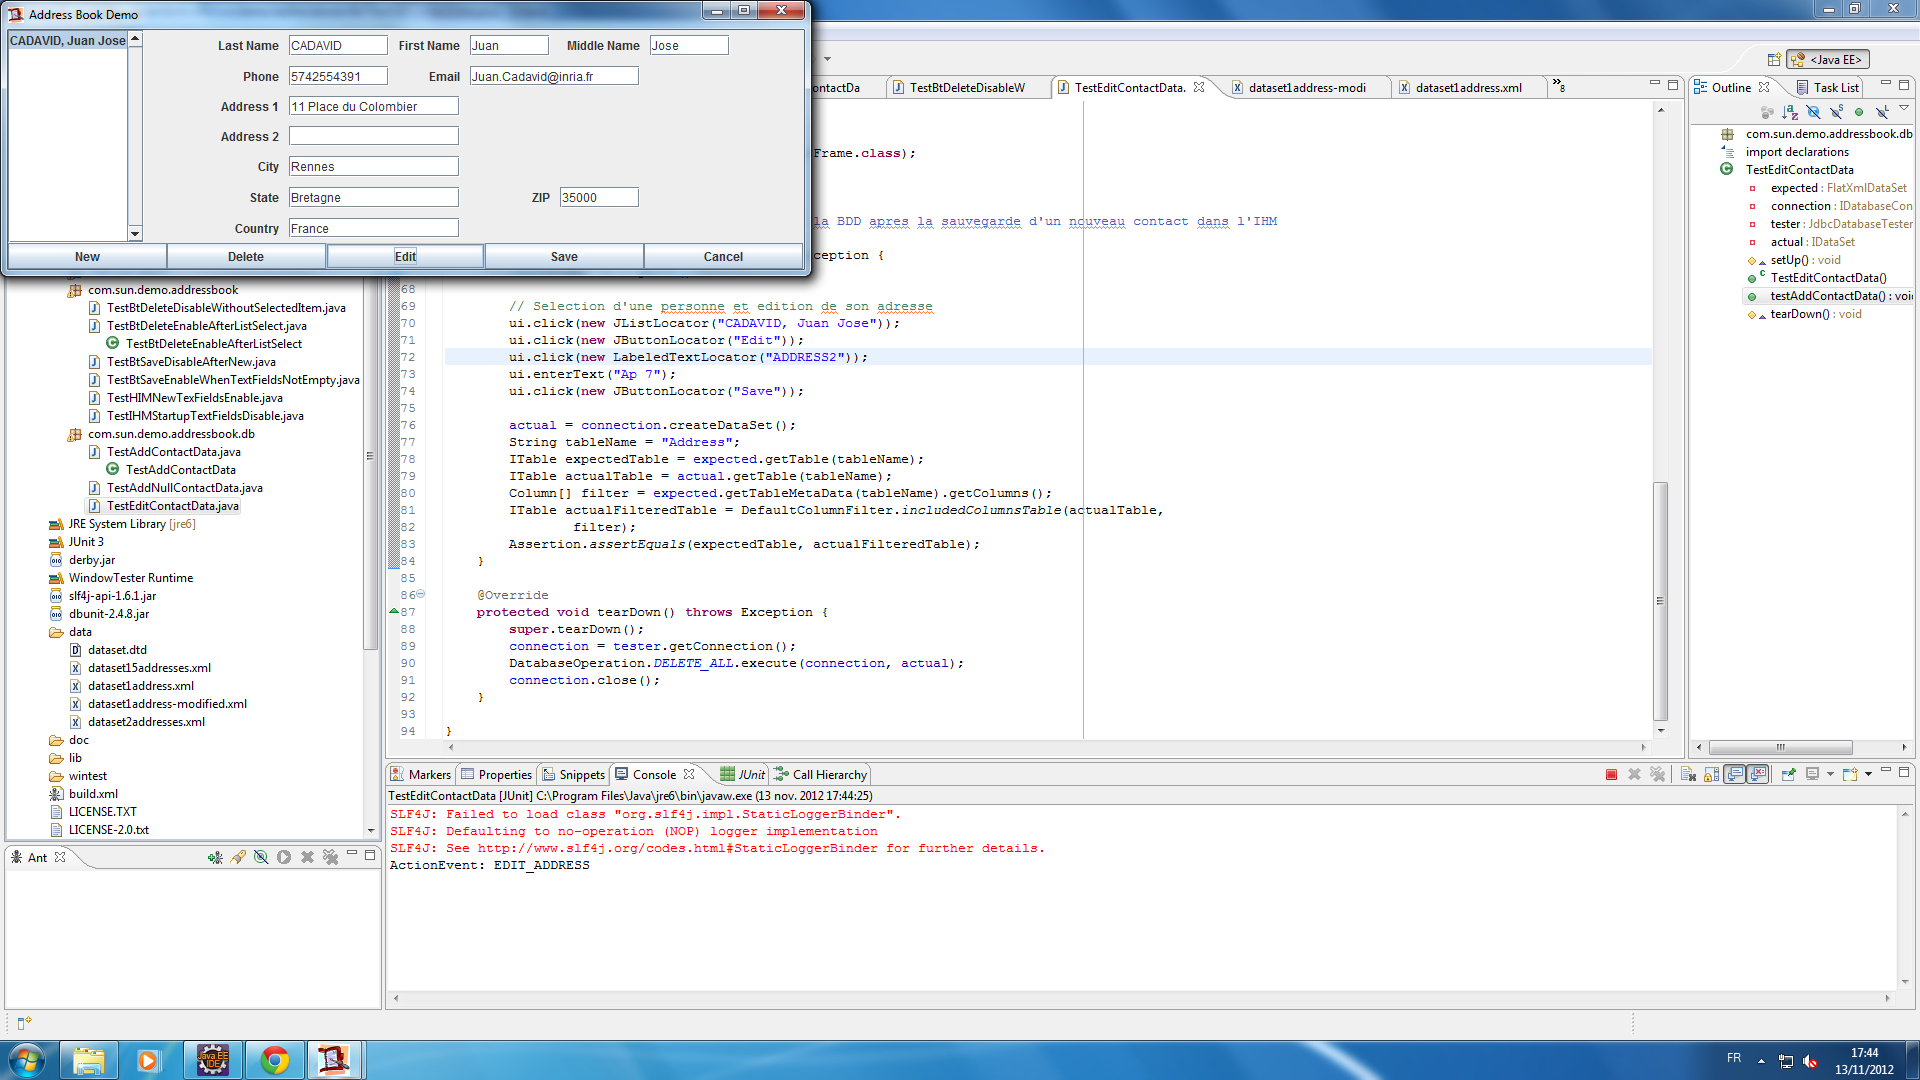 Address Book Demo
CADAVID, Juan Jose
Last Name CADAVID First Name Juan Middle Name Jose
Phone 5742554391 Email Juan.Cadavid@inria.fr
Address 1 11 Place du Colombier
Address 2
City Rennes
State Bretagne ZIP 35000
Country France
New Delete Edit Save Cancel
<Java EE>
ontactDa TestBtDeleteDisableW TestEditContactData. dataset1address-modi dataset1address.xml 8
Outline Task List
com.sun.demo.addressbook.db
import declarations
TestEditContactData
expected : FlatXmlDataSet
connection : IDatabaseCon
tester : JdbcDatabaseTester
actual : IDataSet
setUp() : void
TestEditContactData()
testAddContactData() : voi
tearDown() : void
Frame.class);
la BDD apres la sauvegarde d'un nouveau contact dans l'IHM
ception {
68
69 // Selection d'une personne et edition de son adresse
70 ui.click(new JListLocator("CADAVID, Juan Jose"));
71 ui.click(new JButtonLocator("Edit"));
72 ui.click(new LabeledTextLocator("ADDRESS2"));
73 ui.enterText("Ap 7");
74 ui.click(new JButtonLocator("Save"));
75
76 actual = connection.createDataSet();
77 String tableName = "Address";
78 ITable expectedTable = expected.getTable(tableName);
79 ITable actualTable = actual.getTable(tableName);
80 Column[] filter = expected.getTableMetaData(tableName).getColumns();
81 ITable actualFilteredTable = DefaultColumnFilter.includedColumnsTable(actualTable,
82 filter);
83 Assertion.assertEquals(expectedTable, actualFilteredTable);
84 }
85
86 @Override
87 protected void tearDown() throws Exception {
88 super.tearDown();
89 connection = tester.getConnection();
90 DatabaseOperation.DELETE_ALL.execute(connection, actual);
91 connection.close();
92 }
93
94 }
com.sun.demo.addressbook
TestBtDeleteDisableWithoutSelectedItem.java
TestBtDeleteEnableAfterListSelect.java
TestBtDeleteEnableAfterListSelect
TestBtSaveDisableAfterNew.java
TestBtSaveEnableWhenTextFieldsNotEmpty.java
TestHIMNewTexFieldsEnable.java
TestIHMStartupTextFieldsDisable.java
com.sun.demo.addressbook.db
TestAddContactData.java
TestAddContactData
TestAddNullContactData.java
TestEditContactData.java
JRE System Library [jre6]
JUnit 3
derby.jar
WindowTester Runtime
slf4j-api-1.6.1.jar
dbunit-2.4.8.jar
data
dataset.dtd
dataset15addresses.xml
dataset1address.xml
dataset1address-modified.xml
dataset2addresses.xml
doc
lib
wintest
build.xml
LICENSE.TXT
LICENSE-2.0.txt
Ant
Markers Properties Snippets Console JUnit Call Hierarchy
TestEditContactData [JUnit] C:\Program Files\Java\jre6\bin\javaw.exe (13 nov. 2012 17:44:25)
SLF4J: Failed to load class "org.slf4j.impl.StaticLoggerBinder".
SLF4J: Defaulting to no-operation (NOP) logger implementation
SLF4J: See http://www.slf4j.org/codes.html#StaticLoggerBinder for further details.
ActionEvent: EDIT_ADDRESS
Java EE
IDE
FR
17:44
13/11/2012